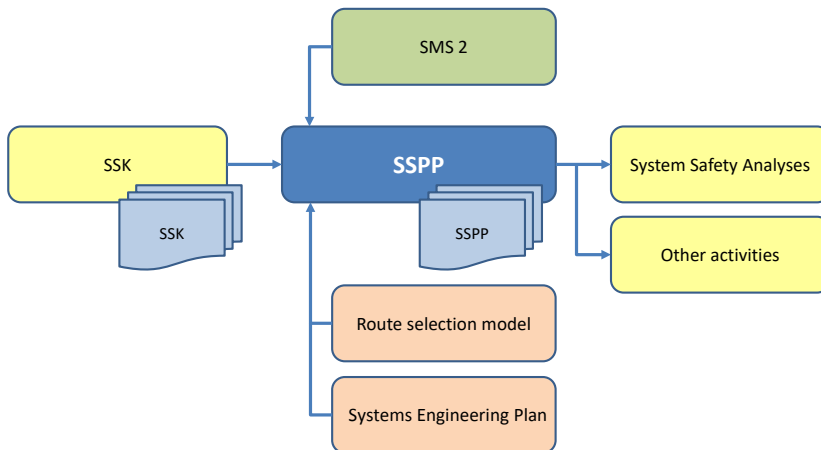 SMS 2
SSK
SSPP
System Safety Analyses
SSK
SSPP
Other activities
Route selection model
Systems Engineering Plan